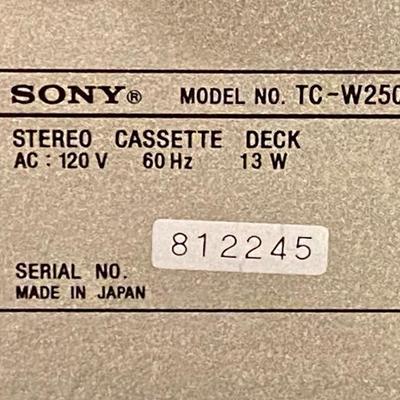 SONY® MODEL NO. TC-W250
STEREO CASSETTE DECK
AC : 120 V 60 Hz 13 W
812245
SERIAL NO.
MADE IN JAPAN